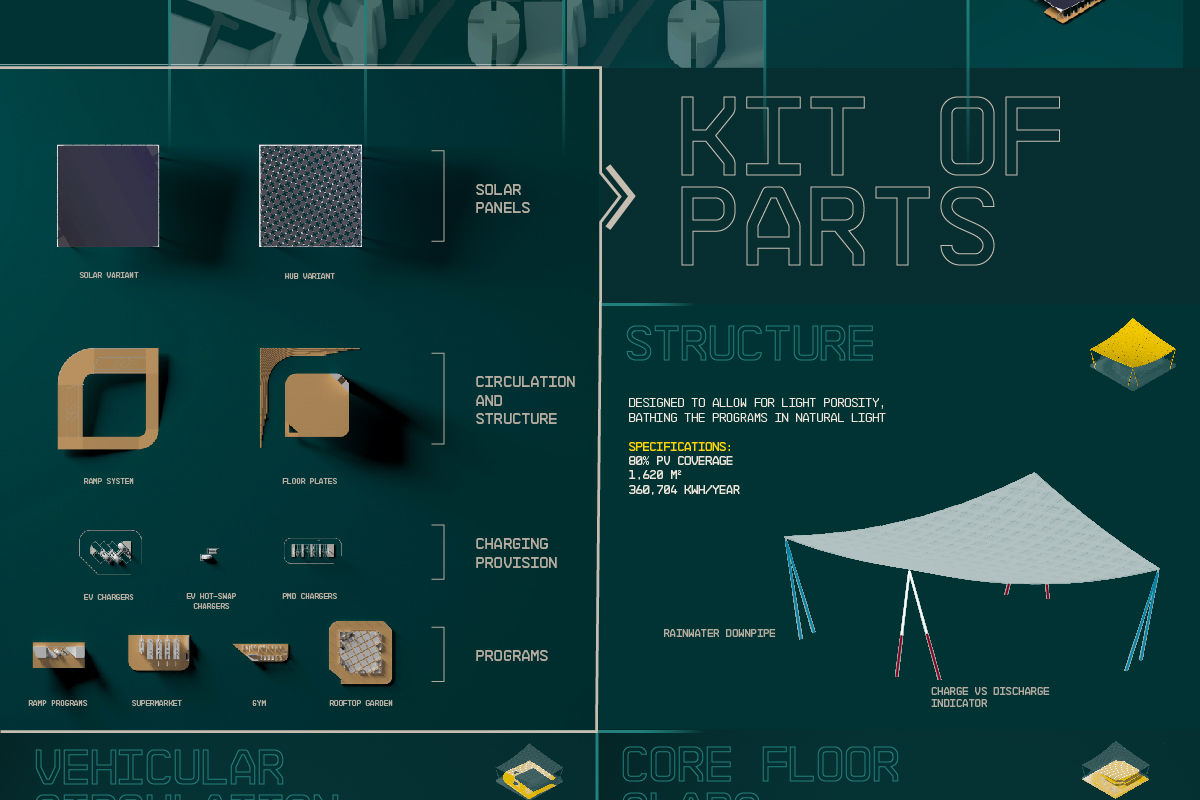 KIT OF
PARTS
SOLAR
PANELS
SOLAR VARIANT
HUB VARIANT
CIRCULATION
AND
STRUCTURE
RAMP SYSTEM
FLOOR PLATES
CHARGING
PROVISION
EV CHARGERS
EV HOT-SWAP
CHARGERS
PMD CHARGERS
PROGRAMS
RAMP PROGRAMS
SUPERMARKET
GYM
ROOFTOP GARDEN
STRUCTURE
DESIGNED TO ALLOW FOR LIGHT POROSITY,
BATHING THE PROGRAMS IN NATURAL LIGHT
SPECIFICATIONS:
80% PV COVERAGE
1,620 M²
360,704 KWH/YEAR
RAINWATER DOWNPIPE
CHARGE VS DISCHARGE
INDICATOR
VEHICULAR
CIRCULATION
CORE FLOOR
SLABS